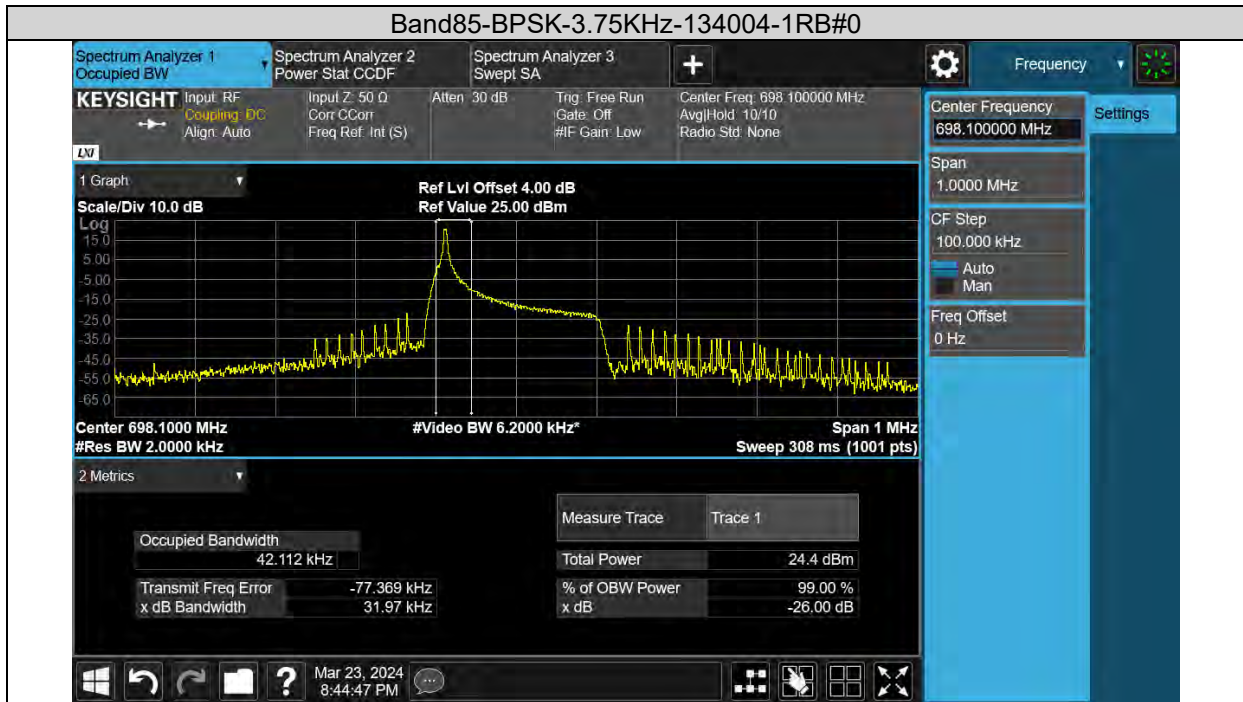 Band85-BPSK-3.75KHz-134004-1RB#0
Spectrum Analyzer 1
Occupied BW
Spectrum Analyzer 2
Power Stat CCDF
Spectrum Analyzer 3
Swept SA
+
Frequency
KEYSIGHT
Input: RF
Coupling: DC
Align: Auto
Input Z: 50 Ω
Corr CCorr
Freq Ref: Int (S)
Atten: 30 dB
Trig: Free Run
Gate: Off
#IF Gain: Low
Center Freq: 698.100000 MHz
Avg|Hold: 10/10
Radio Std: None
LXI
Center Frequency
698.100000 MHz
Settings
Span
1.0000 MHz
CF Step
100.000 kHz
Auto
Man
Freq Offset
0 Hz
1 Graph
Scale/Div 10.0 dB
Ref Lvl Offset 4.00 dB
Ref Value 25.00 dBm
Log
15.0
5.00
-5.00
-15.0
-25.0
-35.0
-45.0
-55.0
-65.0
Center 698.1000 MHz
#Res BW 2.0000 kHz
#Video BW 6.2000 kHz*
Span 1 MHz
Sweep 308 ms (1001 pts)
2 Metrics
Measure Trace
Trace 1
Occupied Bandwidth
42.112 kHz
Total Power
24.4 dBm
Transmit Freq Error
-77.369 kHz
% of OBW Power
99.00 %
x dB Bandwidth
31.97 kHz
x dB
-26.00 dB
?
Mar 23, 2024
8:44:47 PM